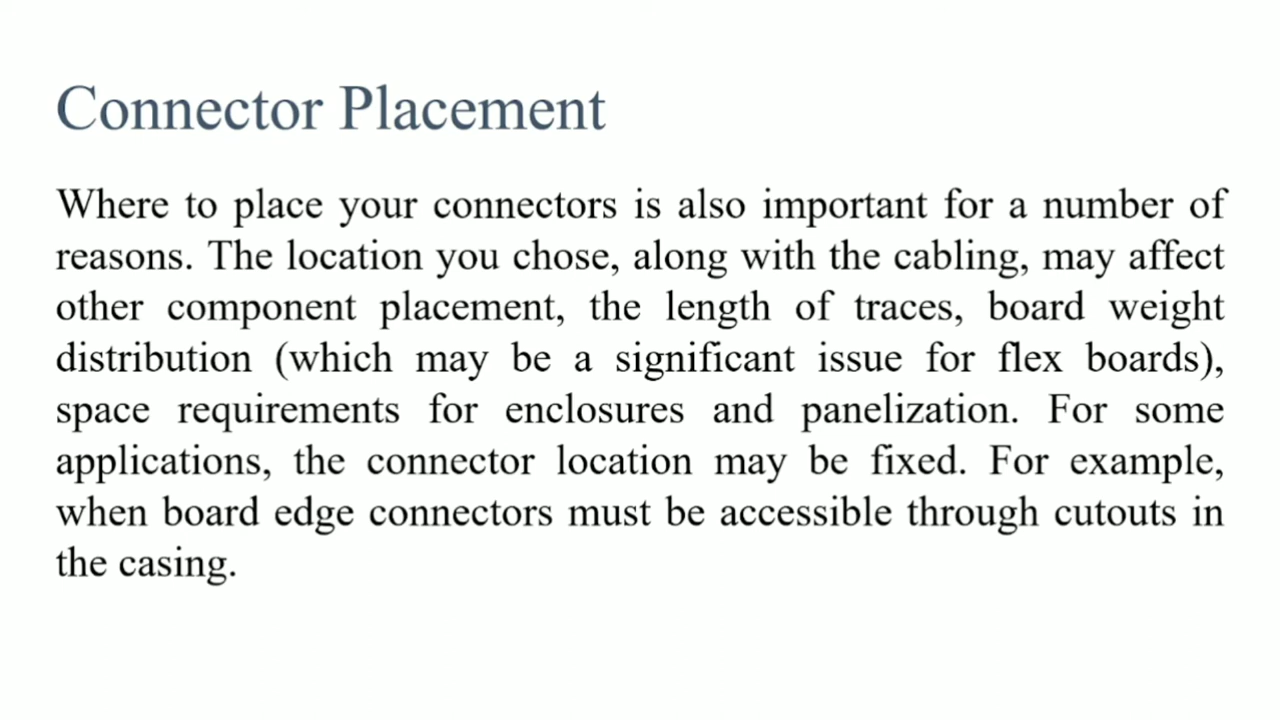 Connector Placement
Where to place your connectors is also important for a number of
reasons. The location you chose, along with the cabling, may affect
other component placement, the length of traces, board weight
distribution (which may be a significant issue for flex boards),
space requirements for enclosures and panelization. For some
applications, the connector location may be fixed. For example,
when board edge connectors must be accessible through cutouts in
the casing.